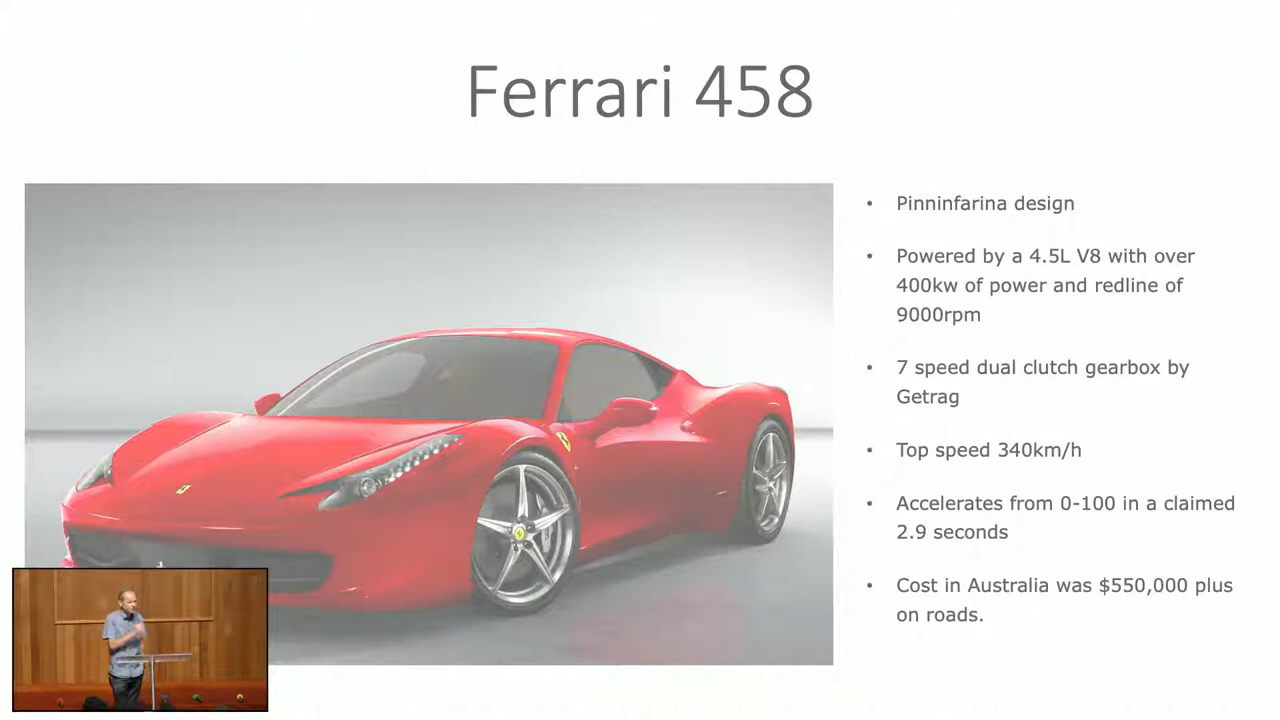 Ferrari 458
• Pinninfarina design
• Powered by a 4.5L V8 with over
400kw of power and redline of
9000rpm
• 7 speed dual clutch gearbox by
Getrag
• Top speed 340km/h
• Accelerates from 0-100 in a claimed
2.9 seconds
• Cost in Australia was $550,000 plus
on roads.